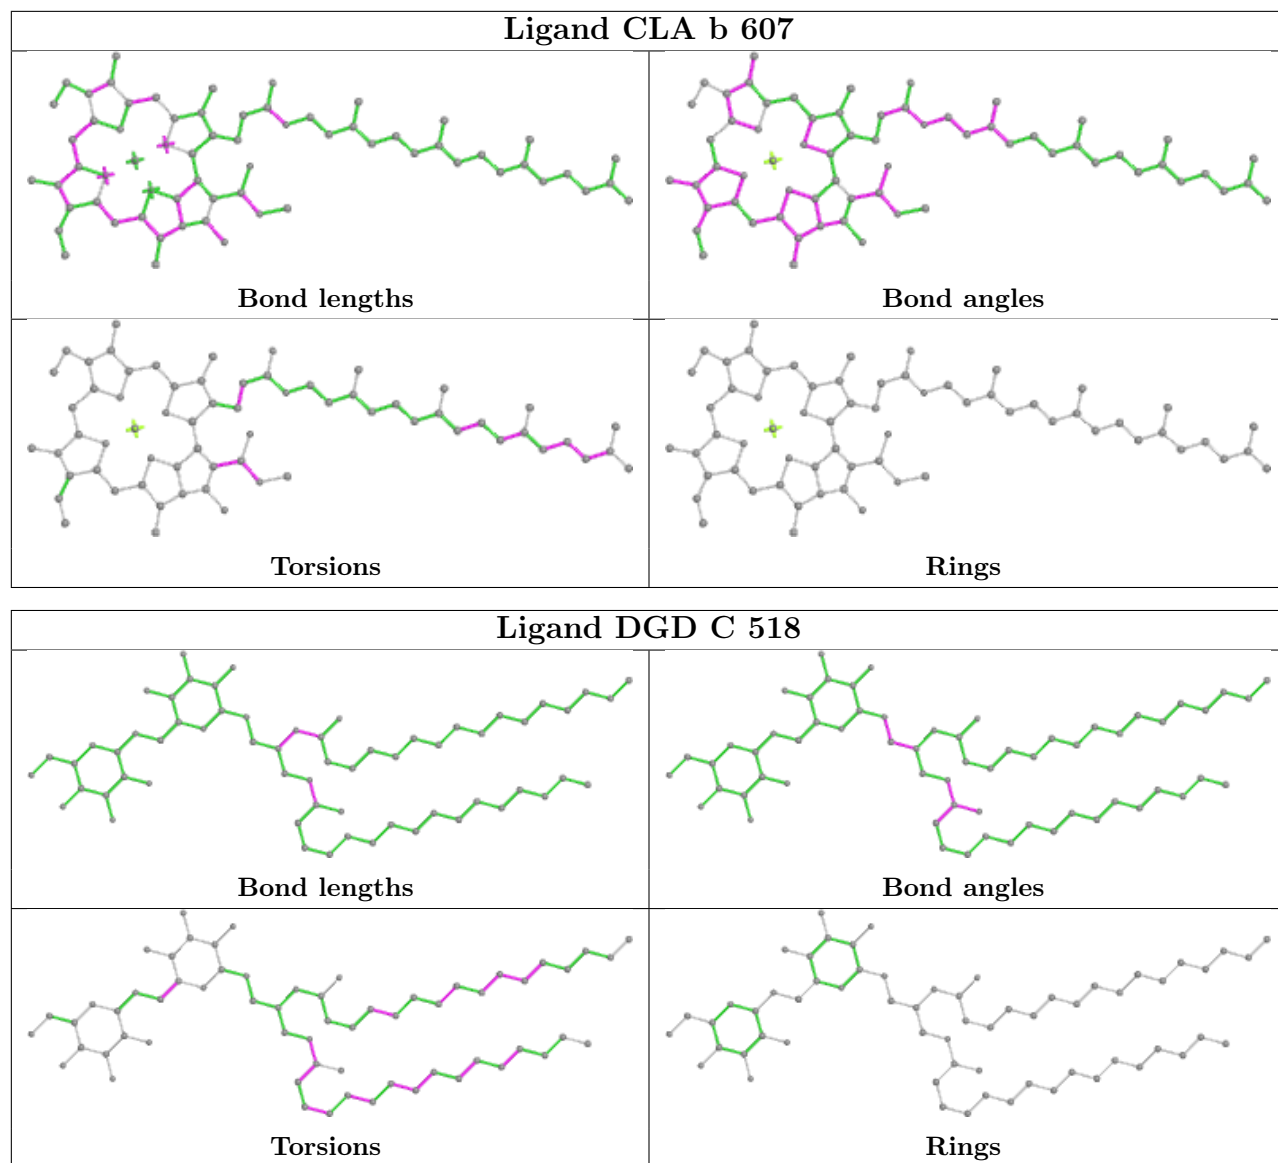 Ligand CLA b 607
Bond lengths
Bond angles
Torsions
Rings
Ligand DGD C 518
Bond lengths
Bond angles
Torsions
Rings